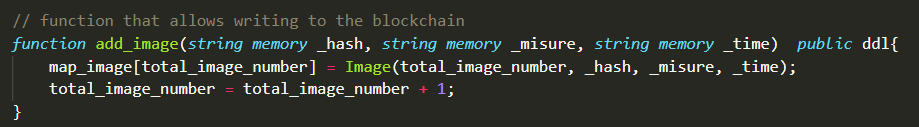 // function that allows writing to the blockchain
function add_image(string memory _hash, string memory _misure, string memory _time)  public ddl{
    map_image[total_image_number] = Image(total_image_number, _hash, _misure, _time);
    total_image_number = total_image_number + 1;
}